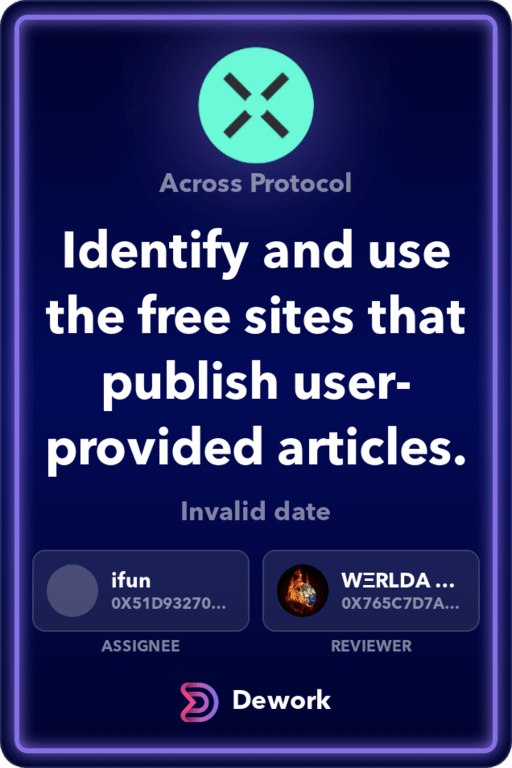 Across Protocol
Identify and use
the free sites that
publish user-
provided articles.
Invalid date
ifun
0X51D93270...
WΞRLDA ...
0X765C7D7A...
ASSIGNEE
REVIEWER
Dework